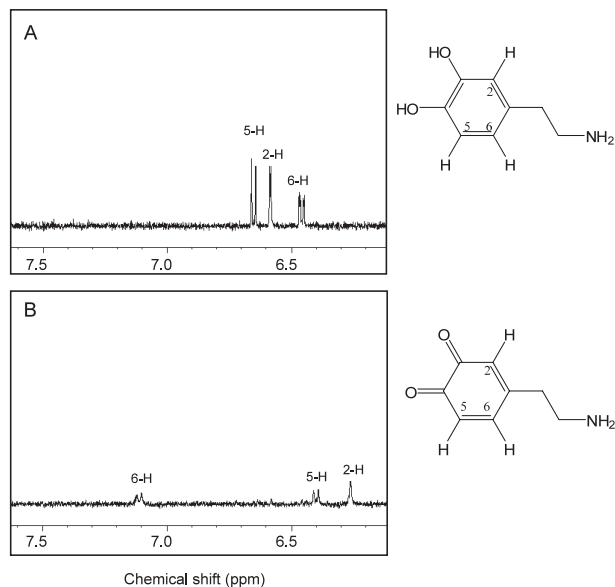 A
5-H
2-H
6-H
7.5 7.0 6.5
HO
H
HO
2
5 6
NH2
H H
B
6-H
5-H
2-H
7.5 7.0 6.5
O
H
O
2
5 6
NH2
H H
Chemical shift (ppm)